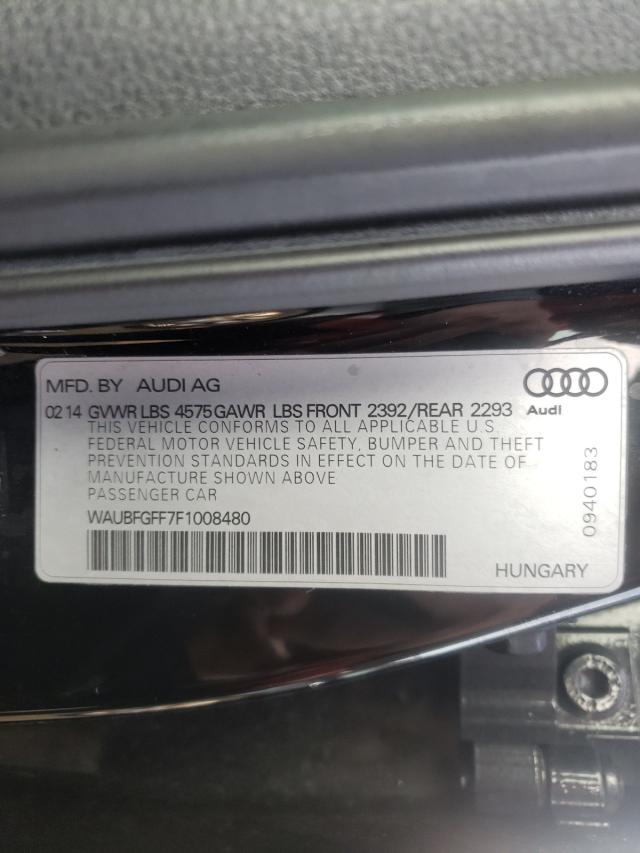 MFD. BY AUDI AG
02 14 GVWR LBS 4575 GAWR LBS FRONT 2392/REAR 2293
Audi
THIS VEHICLE CONFORMS TO ALL APPLICABLE U.S.
FEDERAL MOTOR VEHICLE SAFETY, BUMPER AND THEFT
PREVENTION STANDARDS IN EFFECT ON THE DATE OF
MANUFACTURE SHOWN ABOVE
PASSENGER CAR
WAUBFGFF7F1008480
HUNGARY
0940183